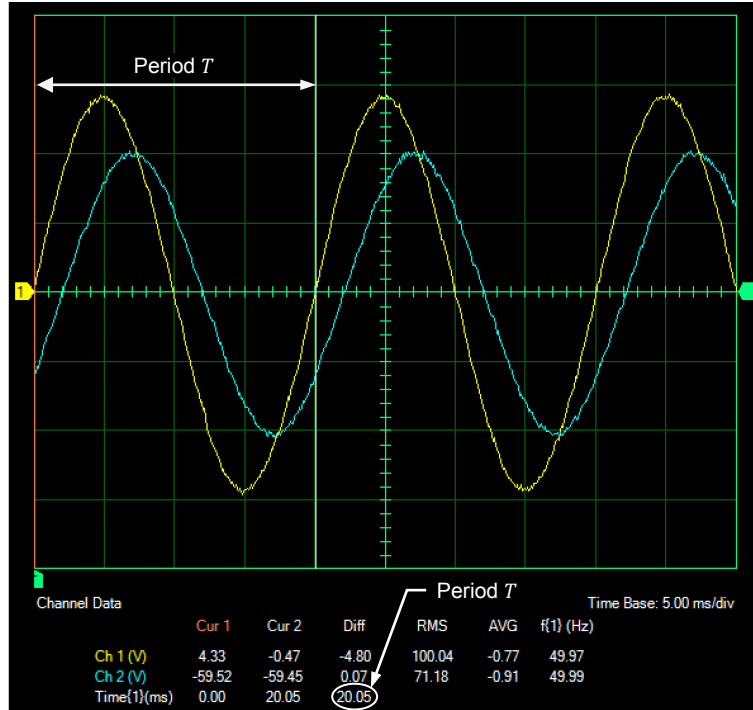 Period T
1
Period T
Channel Data
Time Base: 5.00 ms/div
Cur 1 Cur 2 Diff RMS AVG f{1} (Hz)
Ch 1 (V) 4.33 -0.47 -4.80 100.04 -0.77 49.97
Ch 2 (V) -59.52 -59.45 0.07 71.18 -0.91 49.99
Time{1}(ms) 0.00 20.05 20.05